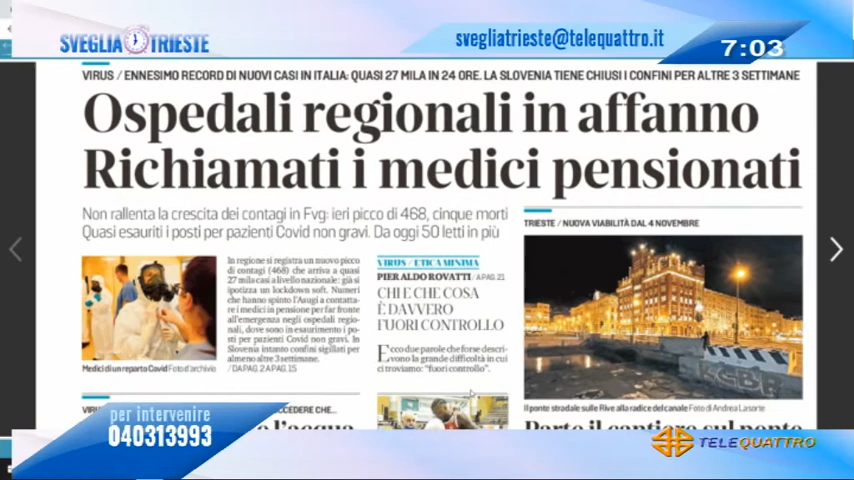 SVEGLIA TRIESTE
svegliatrieste@telequattro.it
7:03
VIRUS / ENNESIMO RECORD DI NUOVI CASI IN ITALIA: QUASI 27 MILA IN 24 ORE. LA SLOVENIA TIENE CHIUSI I CONFINI PER ALTRE 3 SETTIMANE
Ospedali regionali in affanno
Richiamati i medici pensionati
Non rallenta la crescita dei contagi in Fvg: ieri picco di 468, cinque morti
Quasi esauriti i posti per pazienti Covid non gravi. Da oggi 50 letti in più
Medici di un reparto Covid Foto d'archivio
In regione si registra un nuovo picco
di contagi (468) che arriva a quasi
27 mila casi a livello nazionale: già si
ipotizza un lockdown soft. Numeri
che hanno spinto l'Asugi a contatta-
re i medici in pensione per far fronte
all'emergenza negli ospedali regio-
nali, dove sono in esaurimento i po-
sti per pazienti Covid non gravi. In
Slovenia intanto confini sigillati per
almeno altre 3 settimane.
/ DA PAG. 2 A PAG. 15
VIRUS / ETICA MINIMA
PIER ALDO ROVATTI / A PAG. 21
CHI E CHE COSA
È DAVVERO
FUORI CONTROLLO
Ecco due parole che forse descri-
vono la grande difficoltà in cui
ci troviamo: "fuori controllo".
TRIESTE / NUOVA VIABILITÀ DAL 4 NOVEMBRE
Il ponte stradale sulle Rive alla radice del canale Foto di Andrea Lasorte
Parte il cantiere sul ponte
VIRU
CCEDERE CHE...
l'acqua
per intervenire
040313993
TELEQUATTRO